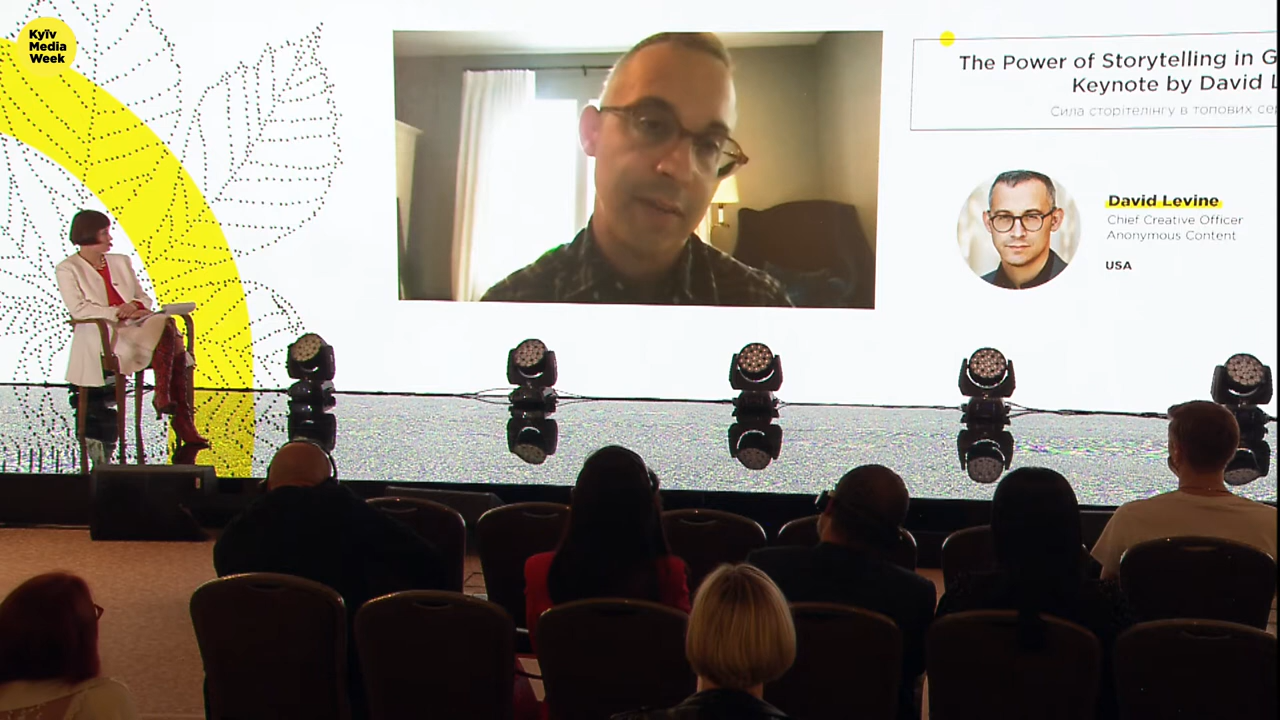 Kyïv
Media
Week
The Power of Storytelling in G
Keynote by David L
Сила сторітелінгу в топових сер
David Levine
Chief Creative Officer
Anonymous Content
USA